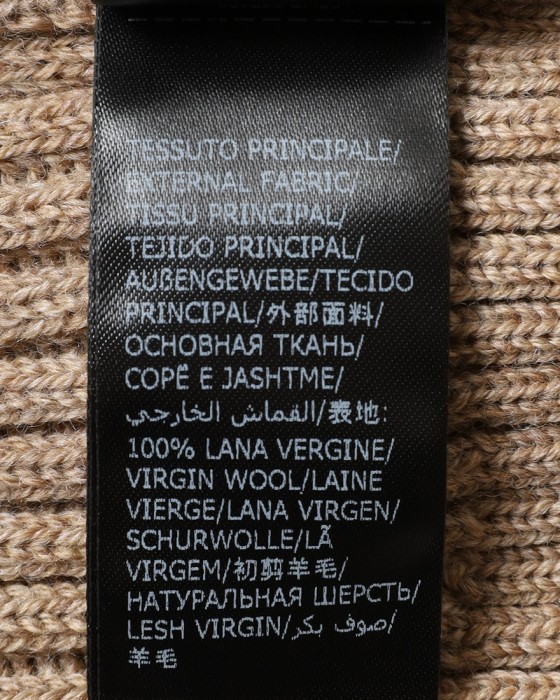 TESSUTO PRINCIPALE/
EXTERNAL FABRIC/
TISSU PRINCIPAL/
TEJIDO PRINCIPAL/
AUßENGEWEBE/TECIDO
PRINCIPAL/外部面料/
ОСНОВНАЯ ТКАНЬ/
COPË E JASHTME/
القماش الخارجي/表地:
100% LANA VERGINE/
VIRGIN WOOL/LAINE
VIERGE/LANA VIRGEN/
SCHURWOLLE/LÃ
VIRGEM/初剪羊毛/
НАТУРАЛЬНАЯ ШЕРСТЬ/
LESH VIRGIN/صوف بكر/
羊毛